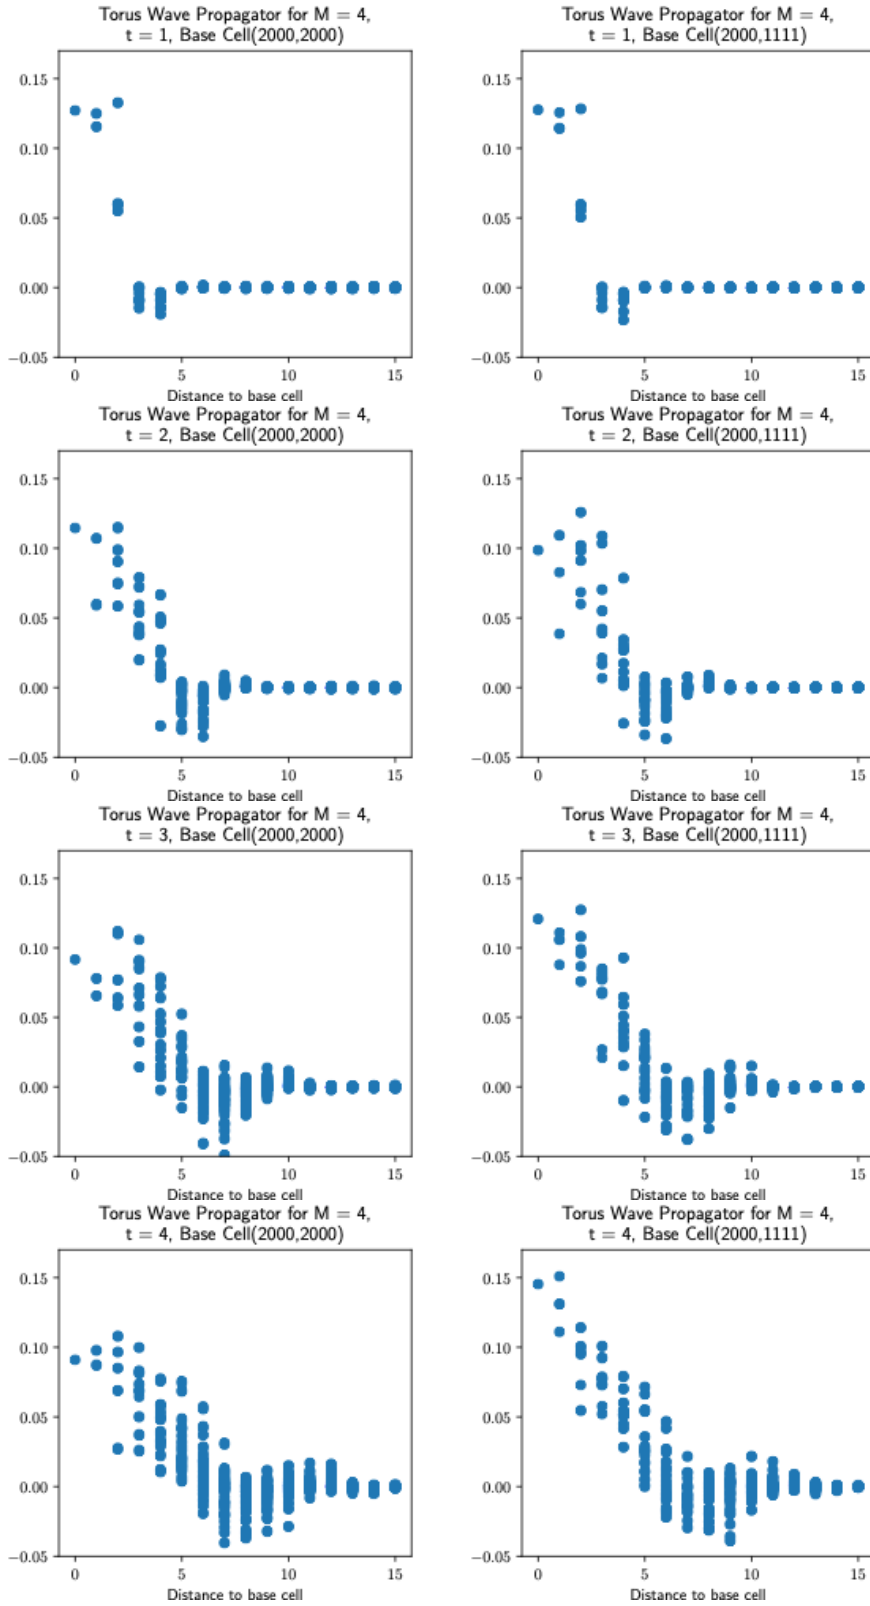 Torus Wave Propagator for M = 4,
t = 1, Base Cell(2000,2000)
0.15
0.10
0.05
0.00
−0.05
0 5 10 15
Distance to base cell
Torus Wave Propagator for M = 4,
t = 1, Base Cell(2000,1111)
0.15
0.10
0.05
0.00
−0.05
0 5 10 15
Distance to base cell
Torus Wave Propagator for M = 4,
t = 2, Base Cell(2000,2000)
0.15
0.10
0.05
0.00
−0.05
0 5 10 15
Distance to base cell
Torus Wave Propagator for M = 4,
t = 2, Base Cell(2000,1111)
0.15
0.10
0.05
0.00
−0.05
0 5 10 15
Distance to base cell
Torus Wave Propagator for M = 4,
t = 3, Base Cell(2000,2000)
0.15
0.10
0.05
0.00
−0.05
0 5 10 15
Distance to base cell
Torus Wave Propagator for M = 4,
t = 3, Base Cell(2000,1111)
0.15
0.10
0.05
0.00
−0.05
0 5 10 15
Distance to base cell
Torus Wave Propagator for M = 4,
t = 4, Base Cell(2000,2000)
0.15
0.10
0.05
0.00
−0.05
0 5 10 15
Distance to base cell
Torus Wave Propagator for M = 4,
t = 4, Base Cell(2000,1111)
0.15
0.10
0.05
0.00
−0.05
0 5 10 15
Distance to base cell